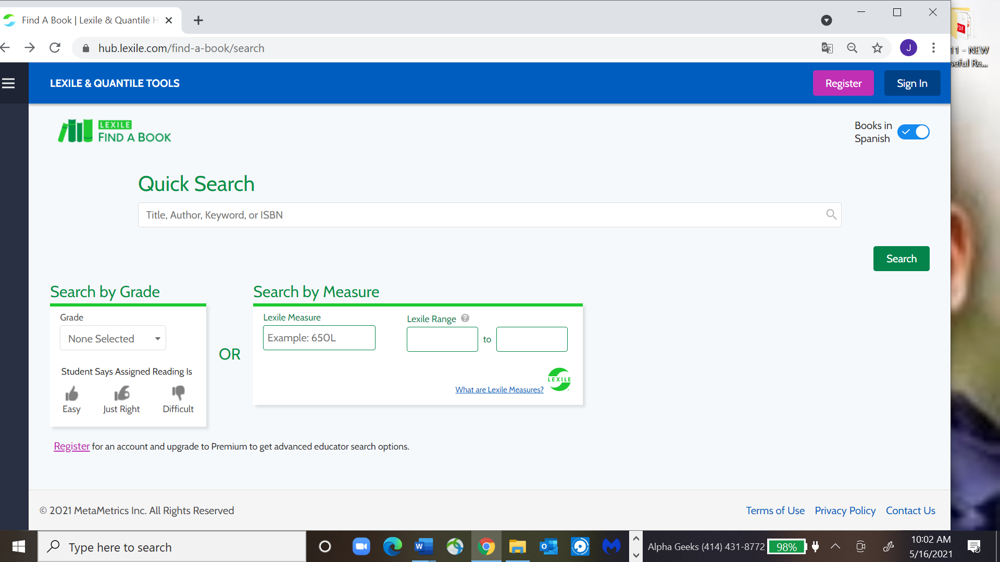 Find A Book | Lexile & Quantile H
hub.lexile.com/find-a-book/search
J
PDF
11 - NEW
seful Re...
LEXILE & QUANTILE TOOLS
Register
Sign In
LEXILE
FIND A BOOK
Books in
Spanish
Quick Search
Title, Author, Keyword, or ISBN
Search
Search by Grade
Grade
None Selected
Student Says Assigned Reading Is
Easy
Just Right
Difficult
OR
Search by Measure
Lexile Measure
Example: 650L
Lexile Range ?
to
LEXILE
What are Lexile Measures?
Register for an account and upgrade to Premium to get advanced educator search options.
© 2021 MetaMetrics Inc. All Rights Reserved
Terms of Use Privacy Policy Contact Us
Type here to search
Alpha Geeks (414) 431-8772
98%
10:02 AM
5/16/2021